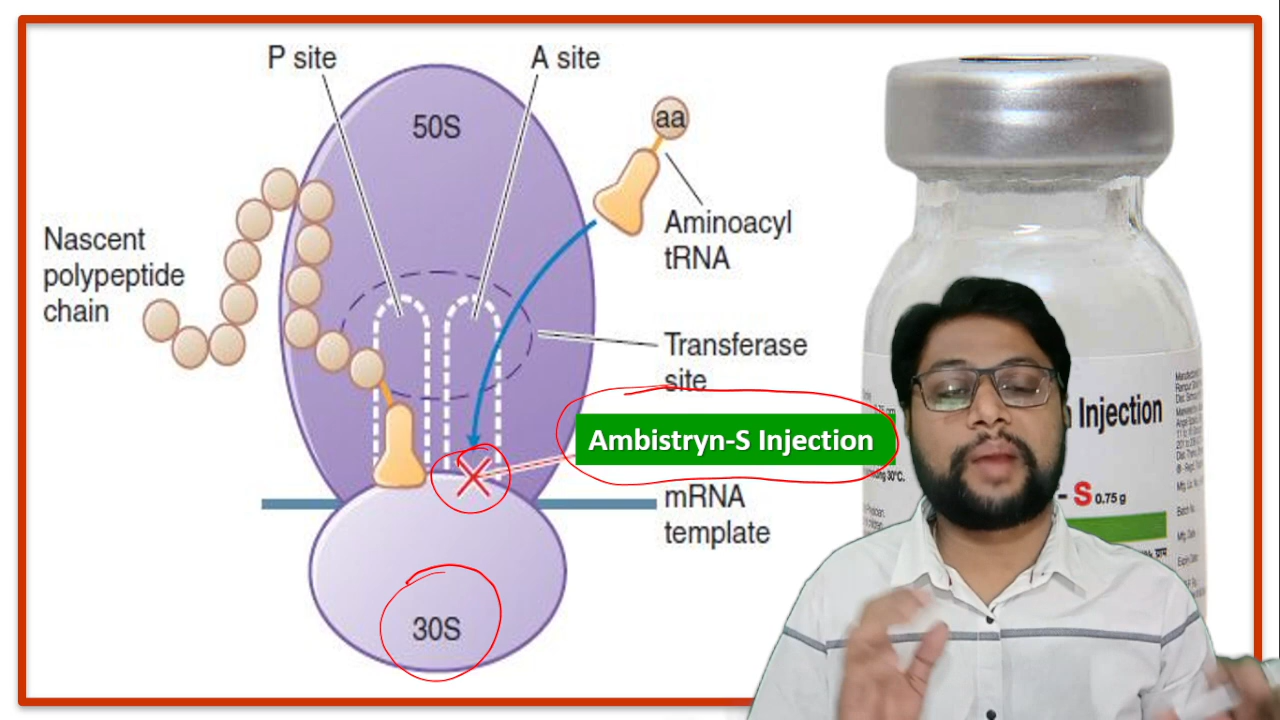 P site
A site
50S
aa
Aminoacyl
tRNA
Nascent
polypeptide
chain
Transferase
site
Ambistryn-S Injection
mRNA
template
30S
Injection
- S 0.75 g